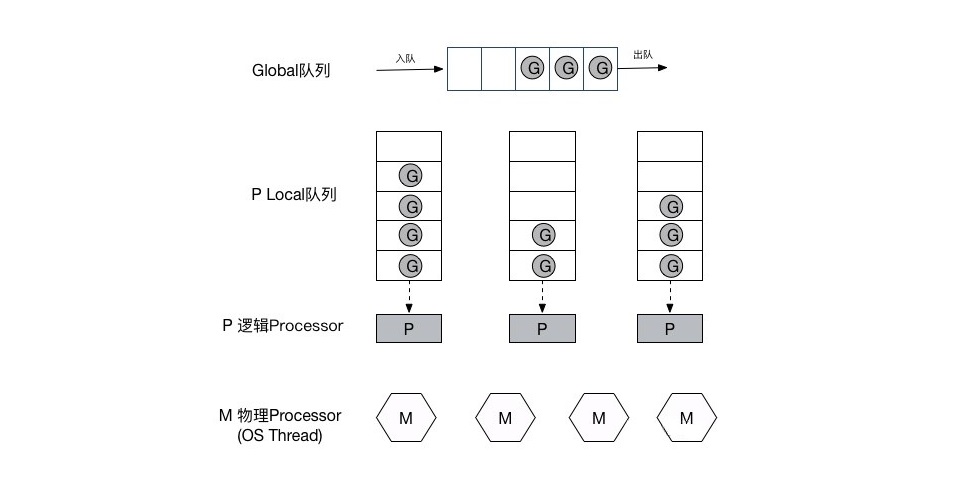 入队
出队
Global队列
G G G
P Local队列
G
G
G G
G G G
G G G
P 逻辑Processor
P P P
M 物理Processor
(OS Thread)
M M M M